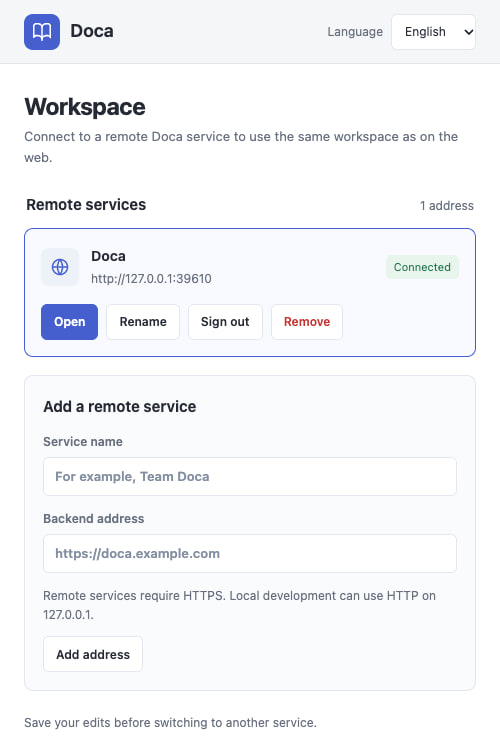 Doca
Language
English
Workspace
Connect to a remote Doca service to use the same workspace as on the
web.
Remote services
1 address
Doca
http://127.0.0.1:39610
Connected
Open
Rename
Sign out
Remove
Add a remote service
Service name
For example, Team Doca
Backend address
https://doca.example.com
Remote services require HTTPS. Local development can use HTTP on
127.0.0.1.
Add address
Save your edits before switching to another service.